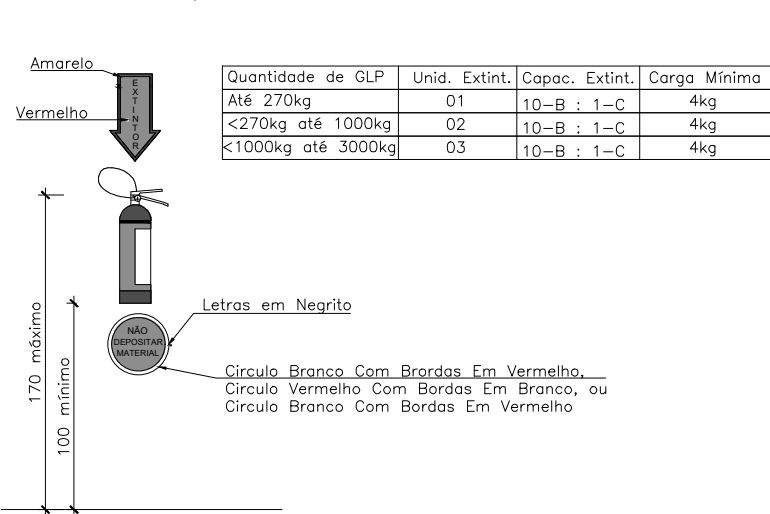 Amarelo
Vermelho
EXTINTOR
Quantidade de GLP Unid. Extint. Capac. Extint. Carga Mínima
Até 270kg 01 10-B : 1-C 4kg
<270kg até 1000kg 02 10-B : 1-C 4kg
<1000kg até 3000kg 03 10-B : 1-C 4kg
170 máximo
100 mínimo
Letras em Negrito
NÃO
DEPOSITAR
MATERIAL
Circulo Branco Com Brordas Em Vermelho,
Circulo Vermelho Com Bordas Em Branco, ou
Circulo Branco Com Bordas Em Vermelho